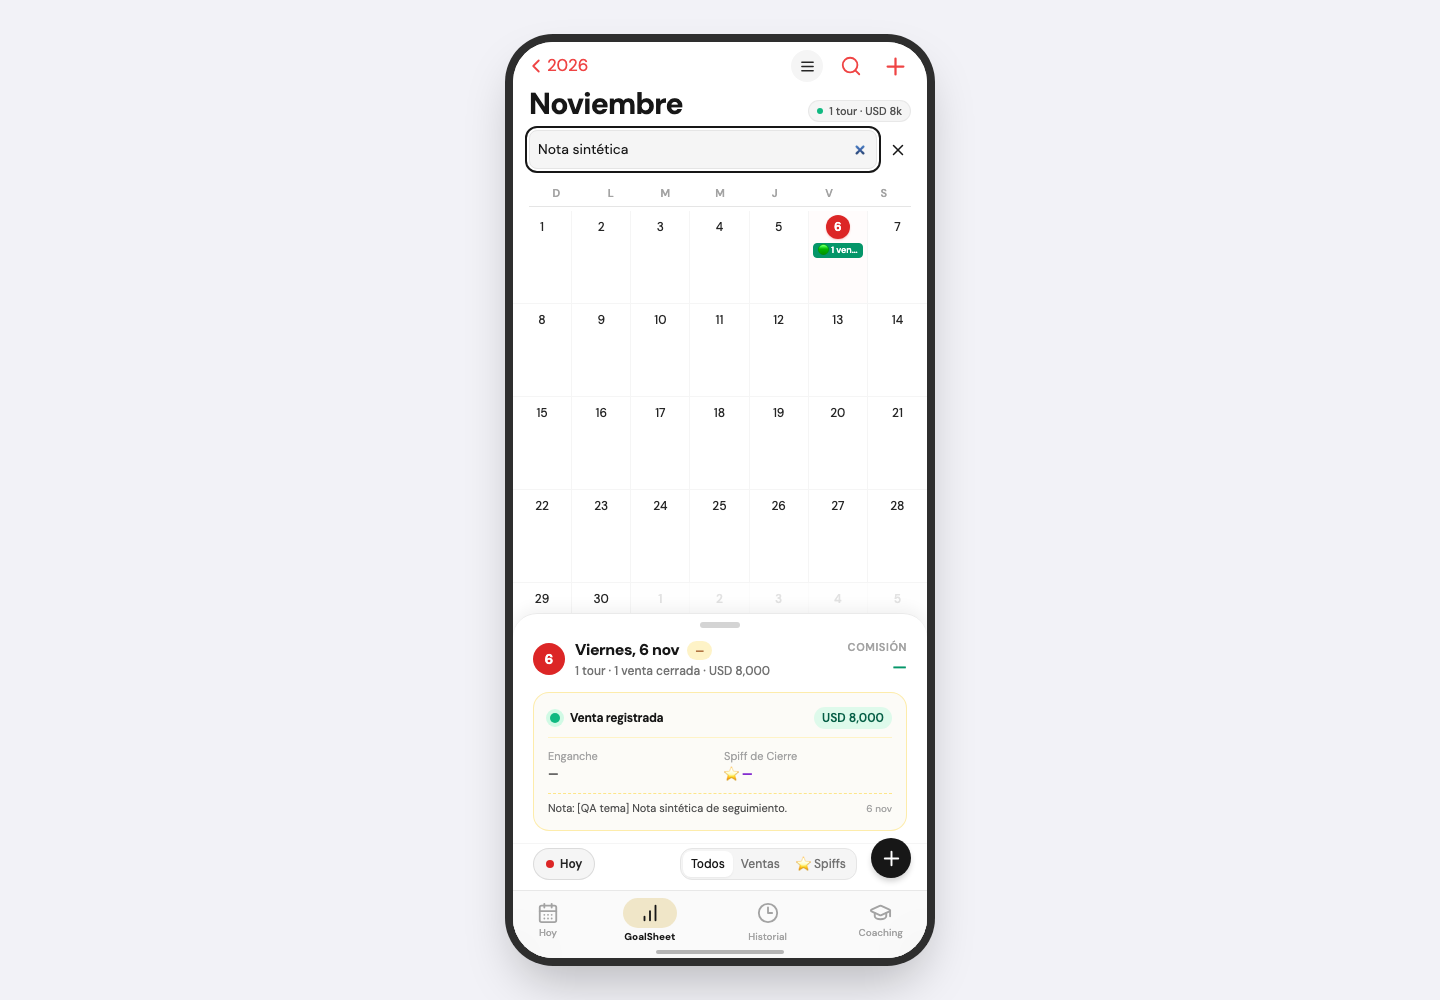 2026
Noviembre
1 tour · USD 8k
Nota sintética
D L M M J V S
1 2 3 4 5 6 7
1 ven...
8 9 10 11 12 13 14
15 16 17 18 19 20 21
22 23 24 25 26 27 28
29 30 1 2 3 4 5
6 Viernes, 6 nov – COMISIÓN
1 tour · 1 venta cerrada · USD 8,000 –
Venta registrada USD 8,000
Enganche Spiff de Cierre
– ⭐ –
Nota: [QA tema] Nota sintética de seguimiento. 6 nov
Hoy Todos Ventas ⭐ Spiffs
Hoy GoalSheet Historial Coaching